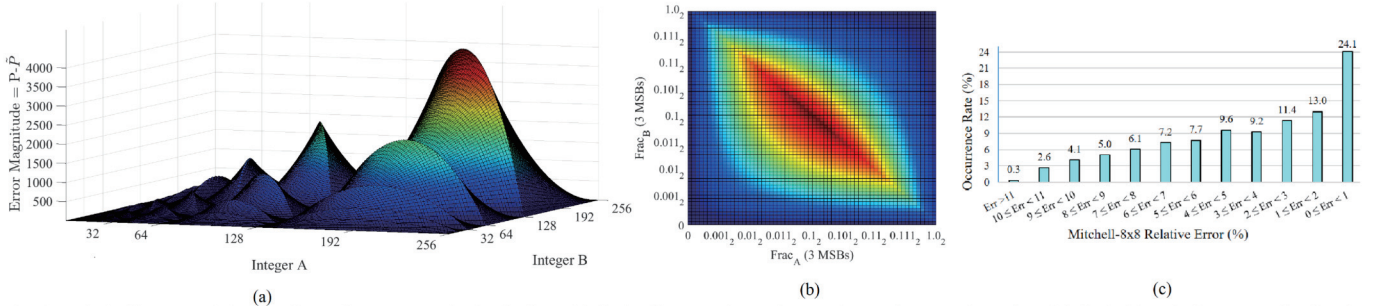 Error Magnitude = P-P̃
4000
3500
3000
2500
2000
1500
1000
500
32
64
128
192
256
32
64
128
192
256
Integer A
Integer B
(a)
Frac_B (3 MSBs)
1.0₂
0.111₂
0.11₂
0.101₂
0.1₂
0.011₂
0.01₂
0.001₂
0
0 0.001₂ 0.01₂ 0.011₂ 0.1₂ 0.101₂ 0.11₂ 0.111₂ 1.0₂
Frac_A (3 MSBs)
(b)
Occurrence Rate (%)
24
21
18
15
12
9
6
3
0
0.3
2.6
4.1
5.0
6.1
7.2
7.7
9.6
9.2
11.4
13.0
24.1
Err >11
10 ≤ Err < 11
9 ≤ Err < 10
8 ≤ Err < 9
7 ≤ Err < 8
6 ≤ Err < 7
5 ≤ Err < 6
4 ≤ Err < 5
3 ≤ Err < 4
2 ≤ Err < 3
1 ≤ Err < 2
0 ≤ Err < 1
Mitchell-8x8 Relative Error (%)
(c)